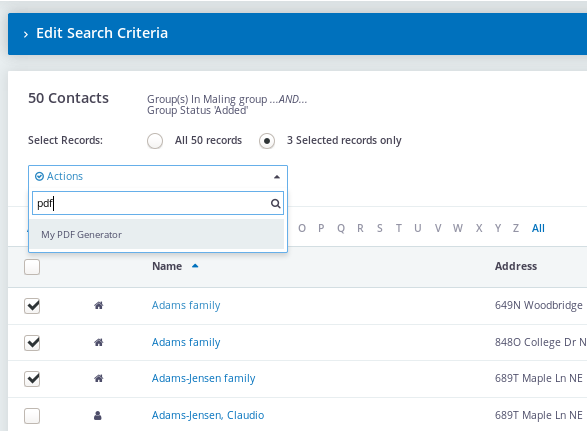 › Edit Search Criteria
50 Contacts
Group(s) In Maling group ...AND...
Group Status 'Added'
Select Records:
All 50 records
3 Selected records only
Actions
pdf
My PDF Generator
O P Q R S T U V W X Y Z All
Name Address
Adams family 649N Woodbridge
Adams family 848O College Dr N
Adams-Jensen family 689T Maple Ln NE
Adams-Jensen, Claudio 689T Maple Ln NE